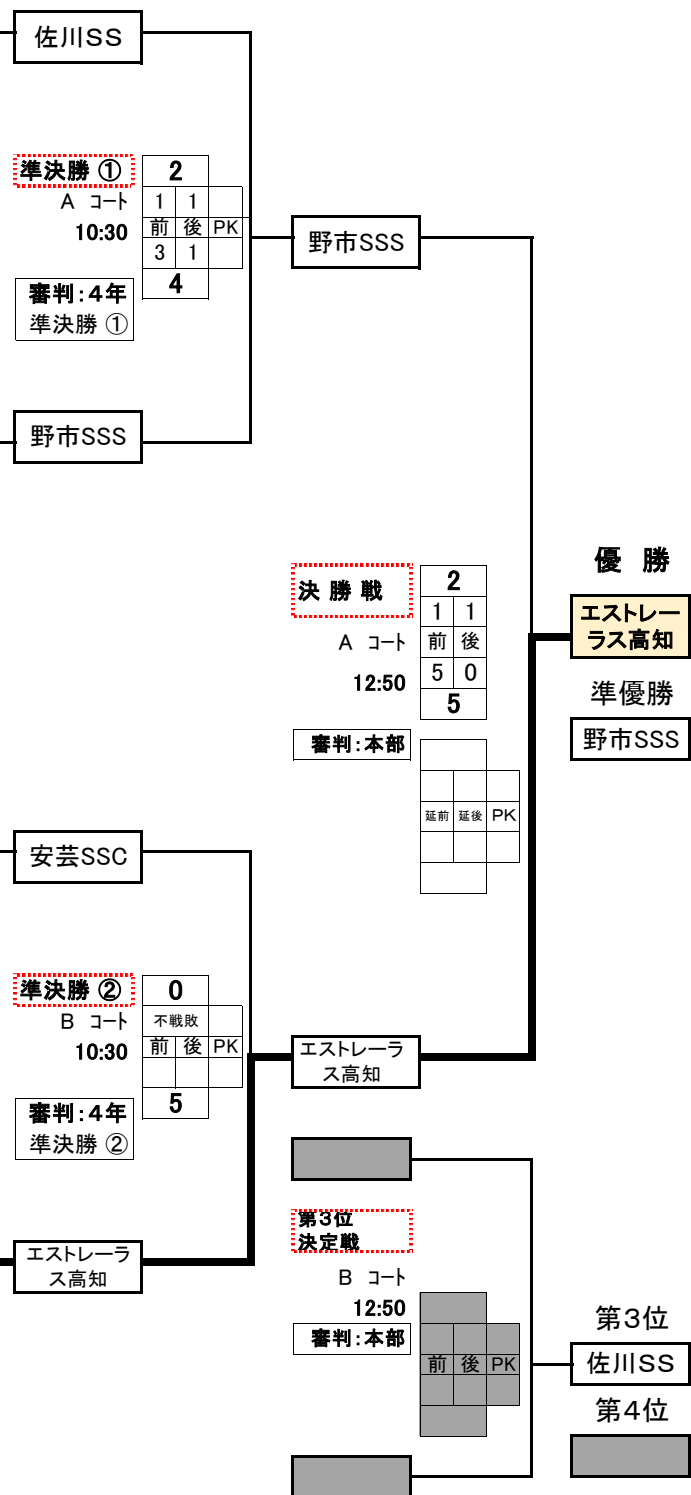 佐川SS
準決勝 ①
2
A コート
1 1
10:30
前 後 PK
3 1
4
審判:4年
準決勝 ①
野市SSS
野市SSS
優 勝
決 勝 戦
2
1 1
エストレー
ラス高知
A コート
前 後
12:50
5 0
5
準優勝
野市SSS
審判:本部
延前 延後 PK
安芸SSC
準決勝 ②
0
B コート
不戦敗
10:30
前 後 PK
5
審判:4年
準決勝 ②
エストレーラ
ス高知
エストレーラ
ス高知
第3位
決定戦
B コート
12:50
審判:本部
前 後 PK
第3位
佐川SS
第4位